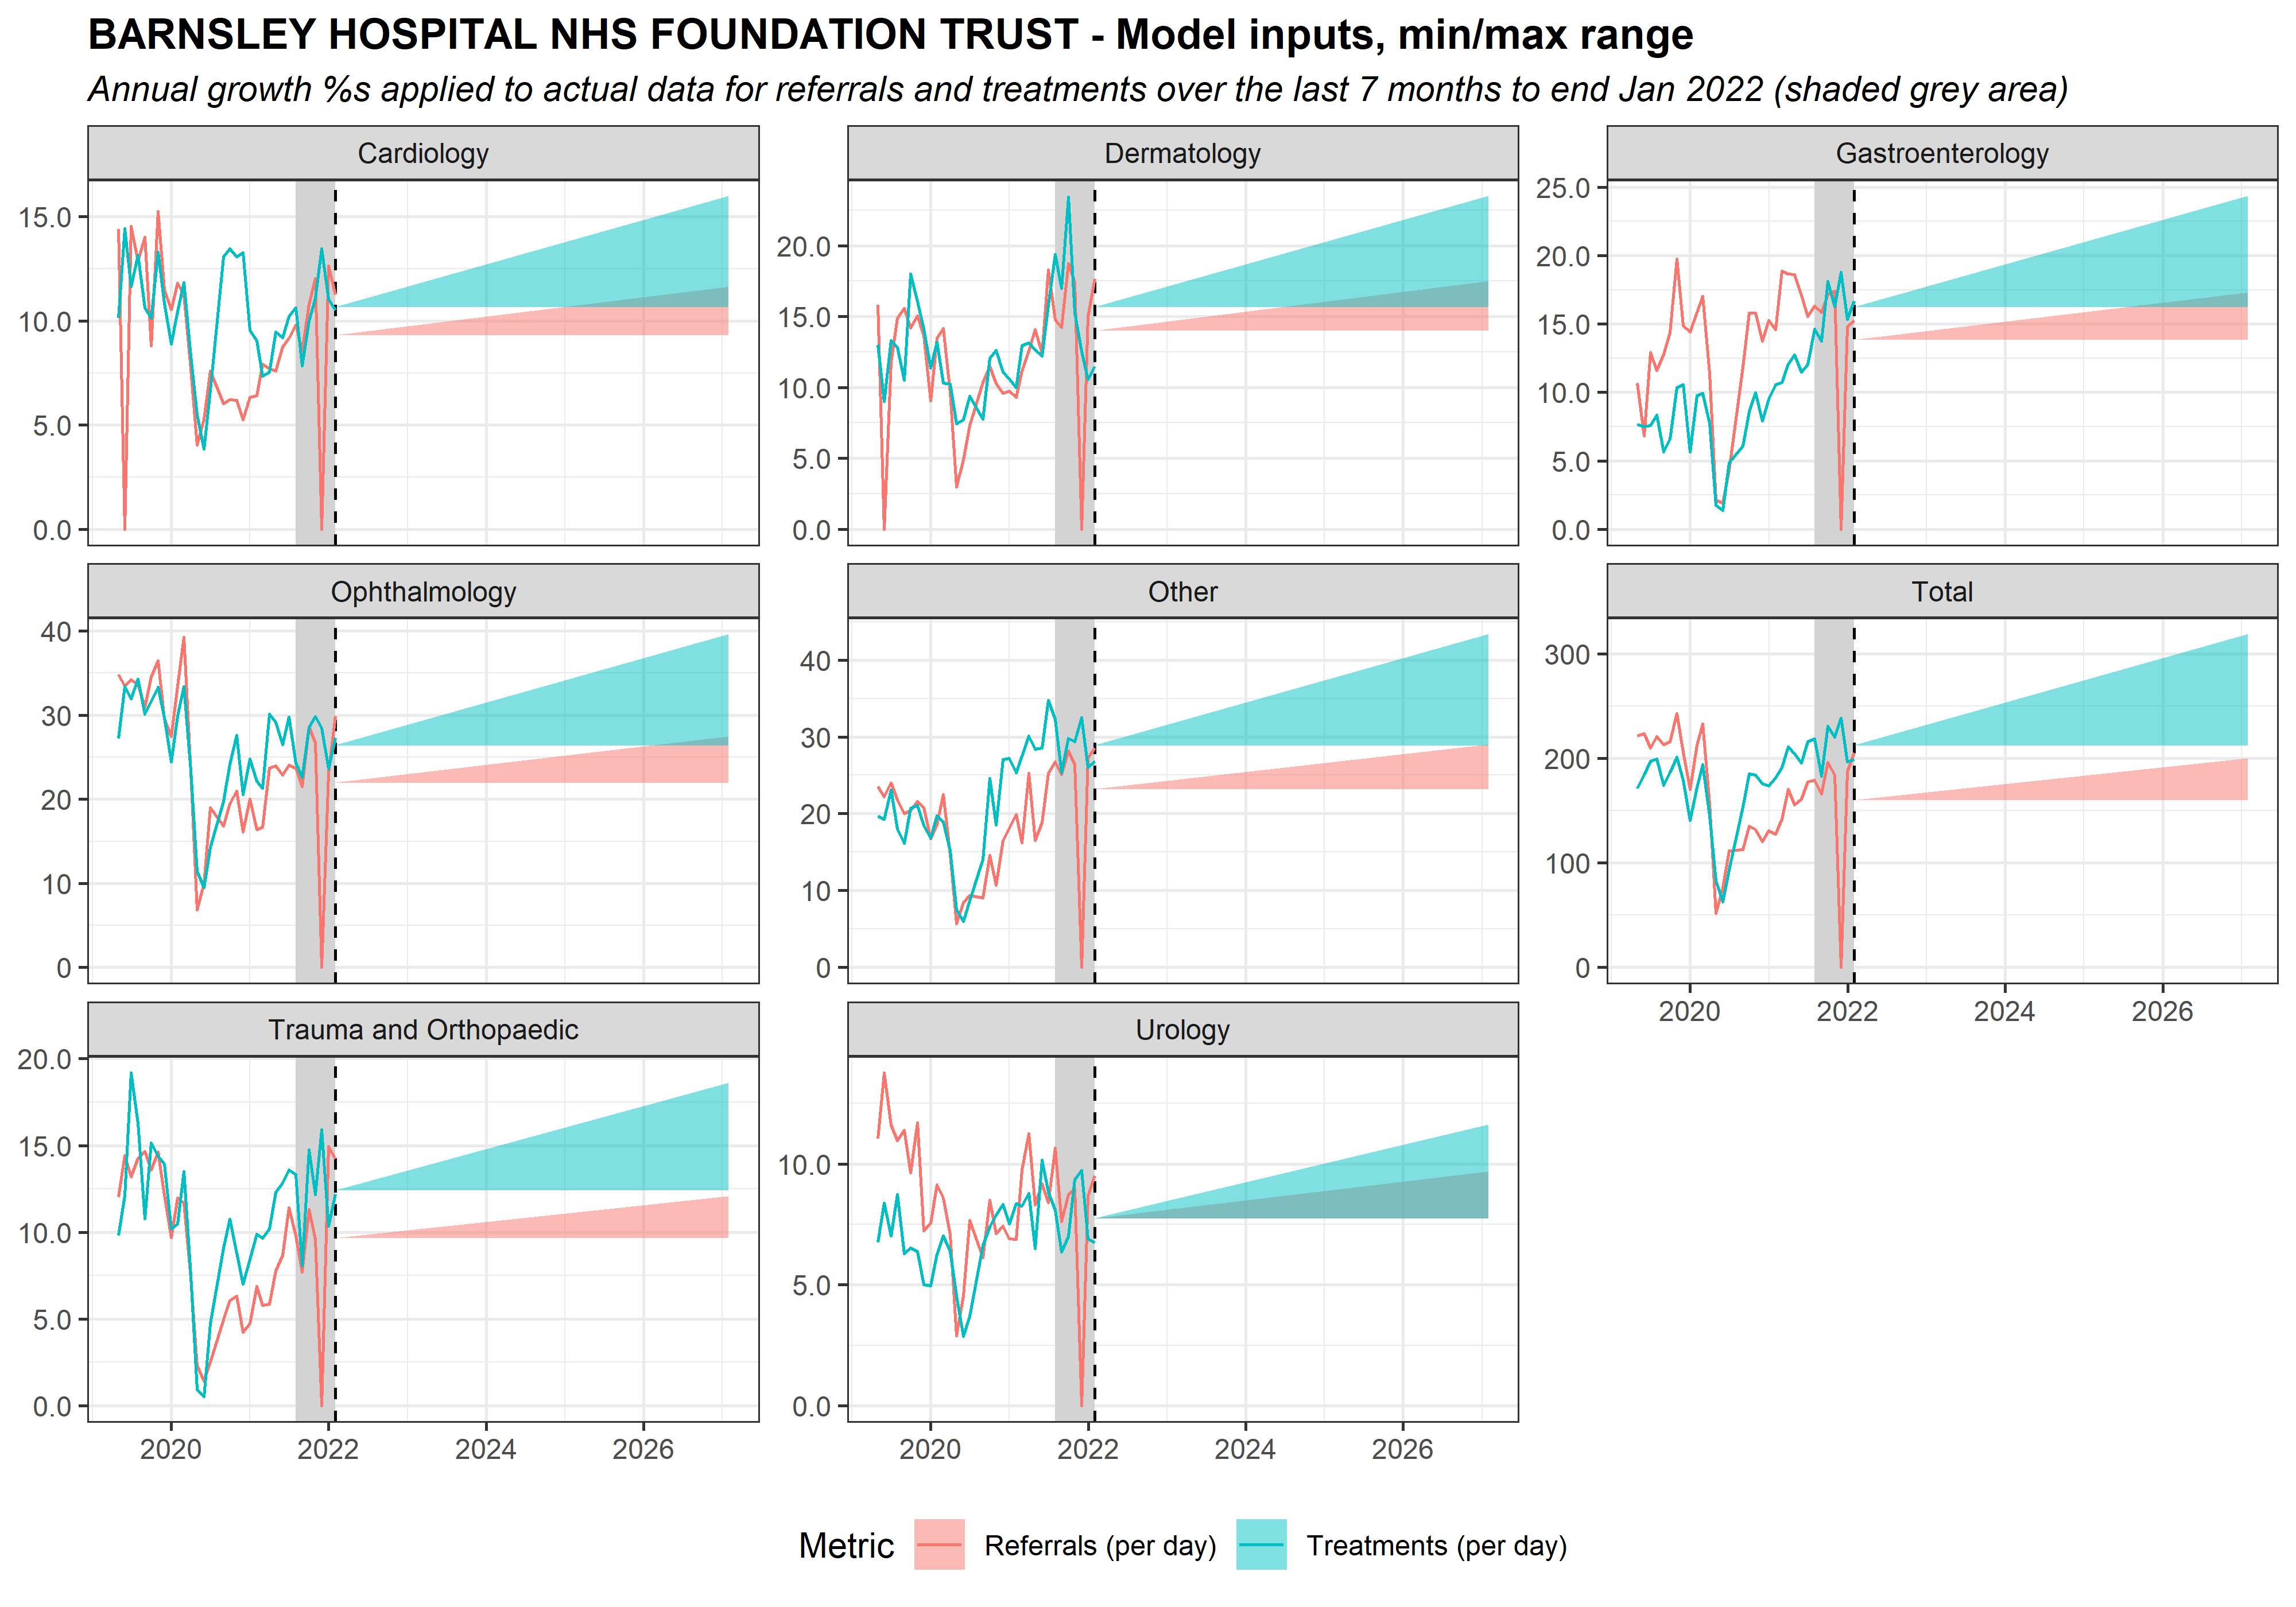 BARNSLEY HOSPITAL NHS FOUNDATION TRUST - Model inputs, min/max range
Annual growth %s applied to actual data for referrals and treatments over the last 7 months to end Jan 2022 (shaded grey area)
Cardiology
15.0
10.0
5.0
0.0
Dermatology
20.0
15.0
10.0
5.0
0.0
Gastroenterology
25.0
20.0
15.0
10.0
5.0
0.0
Ophthalmology
40
30
20
10
0
Other
40
30
20
10
0
Total
300
200
100
0
2020 2022 2024 2026
Trauma and Orthopaedic
20.0
15.0
10.0
5.0
0.0
2020 2022 2024 2026
Urology
10.0
5.0
0.0
2020 2022 2024 2026
Metric Referrals (per day) Treatments (per day)